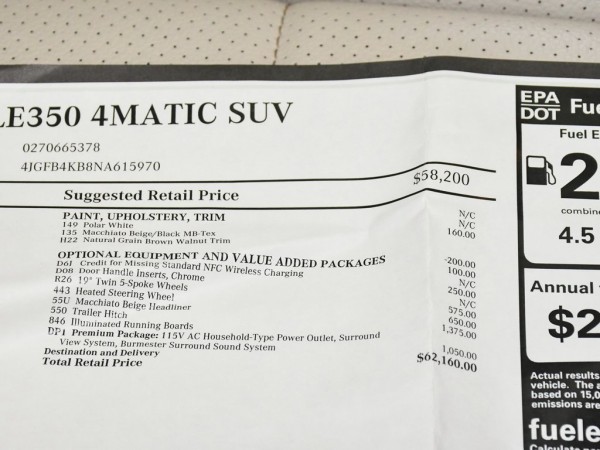 LE350 4MATIC SUV
0270665378
4JGFB4KB8NA615970
Suggested Retail Price $58,200
PAINT, UPHOLSTERY, TRIM
149 Polar White N/C
135 Macchiato Beige/Black MB-Tex N/C
H22 Natural Grain Brown Walnut Trim 160.00
OPTIONAL EQUIPMENT AND VALUE ADDED PACKAGES
D61 Credit for Missing Standard NFC Wireless Charging -200.00
D08 Door Handle Inserts, Chrome 100.00
R26 19" Twin 5-Spoke Wheels N/C
443 Heated Steering Wheel 250.00
55U Macchiato Beige Headliner N/C
550 Trailer Hitch 575.00
846 Illuminated Running Boards 650.00
DP1 Premium Package: 115V AC Household-Type Power Outlet, Surround 1,375.00
View System, Burmester Surround Sound System
Destination and Delivery 1,050.00
Total Retail Price $62,160.00
EPA
DOT
Fue
Fuel E
2
combine
4.5
Annual
$2
Actual results
vehicle. The a
based on 15,0
emissions are
fuele
Calculate pe